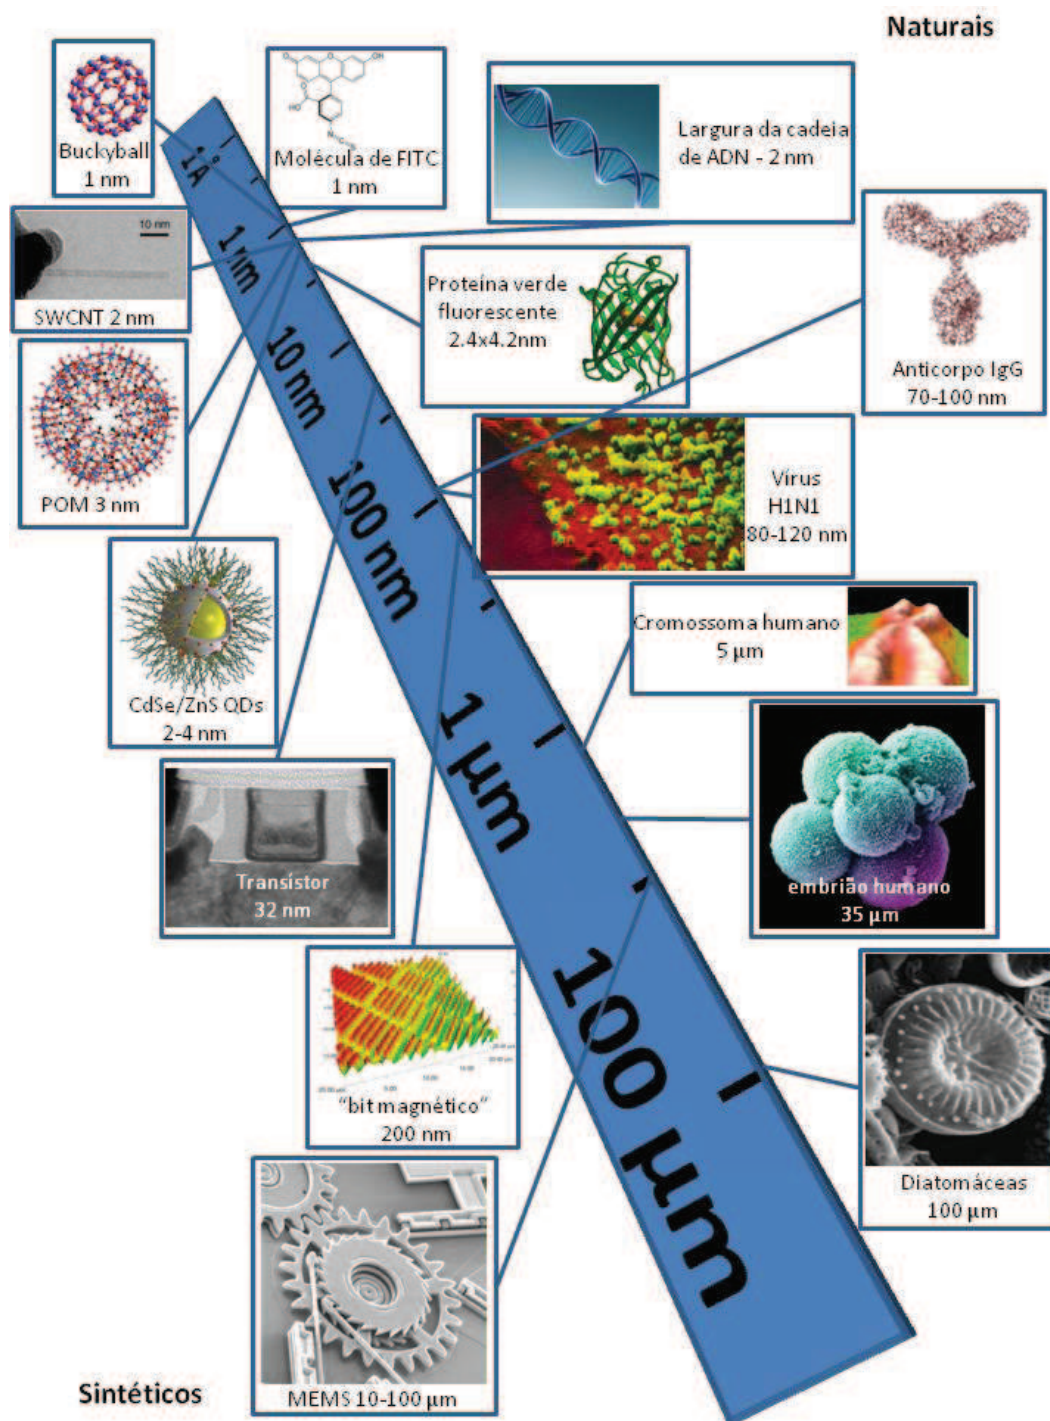 Naturais
Buckyball
1 nm
O
O
OH
HO
O
Molécula de FITC
1 nm
Largura da cadeia
de ADN - 2 nm
10 nm
SWCNT 2 nm
Proteína verde
fluorescente
2.4x4.2nm
Anticorpo IgG
70-100 nm
POM 3 nm
Vírus
H1N1
80-120 nm
CdSe/ZnS QDs
2-4 nm
Cromossoma humano
5 µm
Transístor
32 nm
embrião humano
35 µm
"bit magnético"
200 nm
Diatomáceas
100 µm
MEMS 10-100 µm
Sintéticos
1Å
1 nm
10 nm
100 nm
1 µm
100 µm